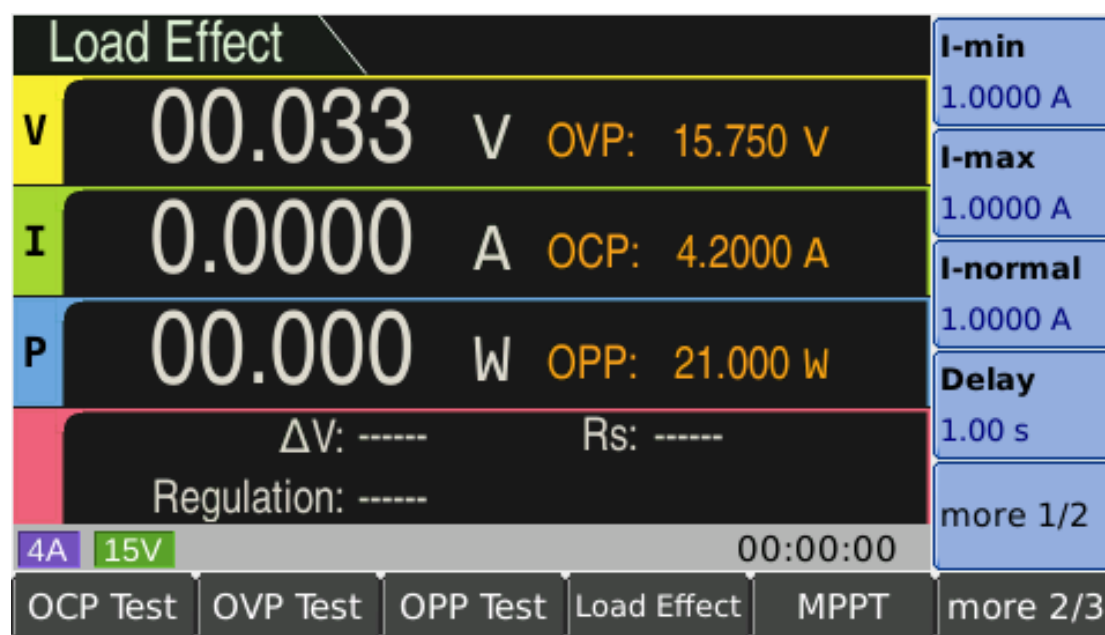 Load Effect
V 00.033 V OVP: 15.750 V
I 0.0000 A OCP: 4.2000 A
P 00.000 W OPP: 21.000 W
ΔV: ------ Rs: ------
Regulation: ------
4A 15V 00:00:00
I-min
1.0000 A
I-max
1.0000 A
I-normal
1.0000 A
Delay
1.00 s
more 1/2
OCP Test OVP Test OPP Test Load Effect MPPT more 2/3